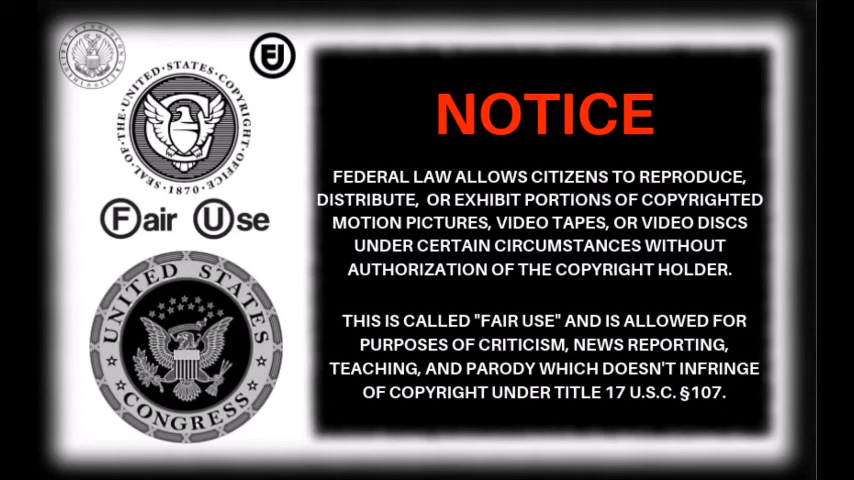 SEAL·OF·THE·UNITED·STATES·COPYRIGHT·OFFICE
·1870·
Fair Use
UNITED STATES
CONGRESS
NOTICE
FEDERAL LAW ALLOWS CITIZENS TO REPRODUCE,
DISTRIBUTE, OR EXHIBIT PORTIONS OF COPYRIGHTED
MOTION PICTURES, VIDEO TAPES, OR VIDEO DISCS
UNDER CERTAIN CIRCUMSTANCES WITHOUT
AUTHORIZATION OF THE COPYRIGHT HOLDER.
THIS IS CALLED "FAIR USE" AND IS ALLOWED FOR
PURPOSES OF CRITICISM, NEWS REPORTING,
TEACHING, AND PARODY WHICH DOESN'T INFRINGE
OF COPYRIGHT UNDER TITLE 17 U.S.C. §107.